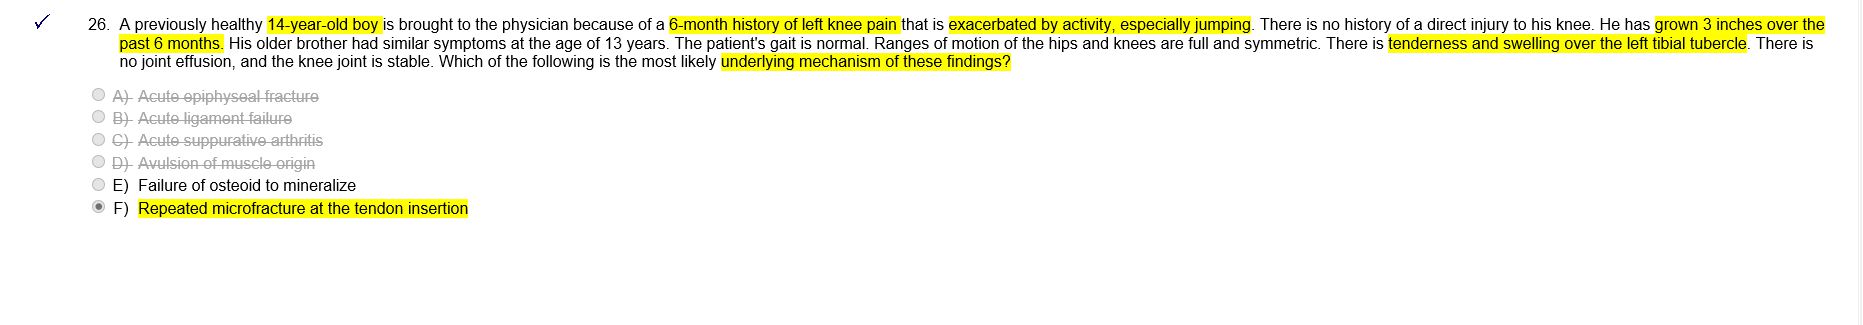 26. A previously healthy 14-year-old boy is brought to the physician because of a 6-month history of left knee pain that is exacerbated by activity, especially jumping. There is no history of a direct injury to his knee. He has grown 3 inches over the
past 6 months. His older brother had similar symptoms at the age of 13 years. The patient's gait is normal. Ranges of motion of the hips and knees are full and symmetric. There is tenderness and swelling over the left tibial tubercle. There is
no joint effusion, and the knee joint is stable. Which of the following is the most likely underlying mechanism of these findings?
A) Acute epiphyseal fracture
B) Acute ligament failure
C) Acute suppurative arthritis
D) Avulsion of muscle origin
E) Failure of osteoid to mineralize
F) Repeated microfracture at the tendon insertion